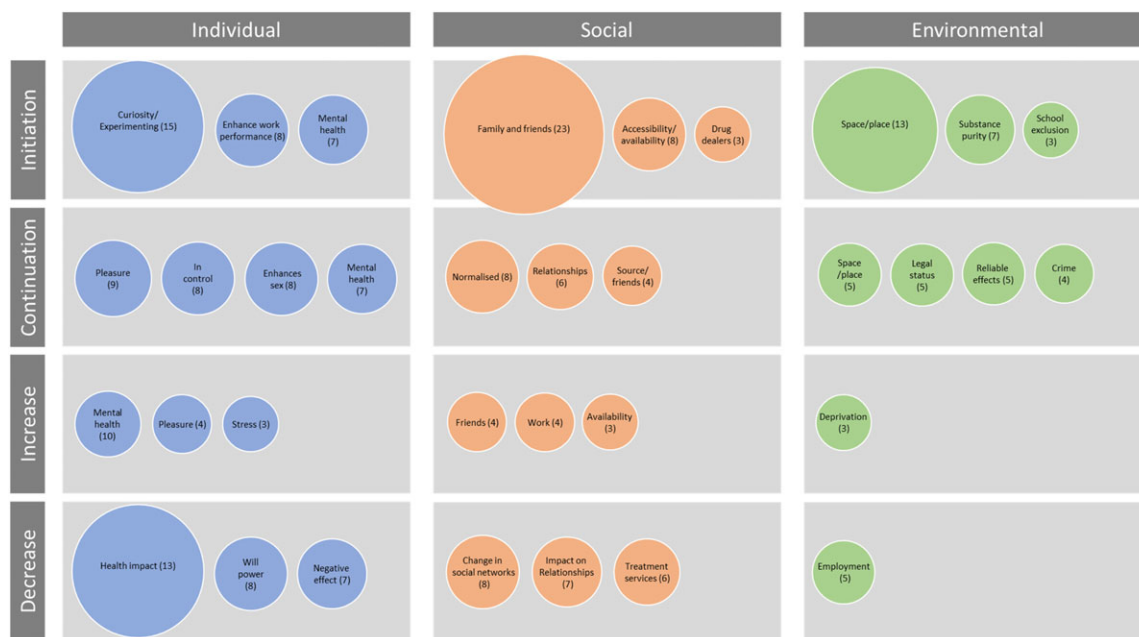 Individual
Social
Environmental
Initiation
Curiosity/
Experimenting (15)
Enhance work
performance (8)
Mental
health
(7)
Family and friends (23)
Accessibility/
availability (8)
Drug
dealers (3)
Space/place (13)
Substance
purity (7)
School
exclusion
(3)
Continuation
Pleasure
(9)
In
control
(8)
Enhances
sex (8)
Mental
health (7)
Normalised (8)
Relationships
(6)
Source/
friends (4)
Space
/place
(5)
Legal
status
(5)
Reliable
effects (5)
Crime
(4)
Increase
Mental
health
(10)
Pleasure (4)
Stress (3)
Friends (4)
Work (4)
Availability
(3)
Deprivation
(3)
Decrease
Health impact (13)
Will
power
(8)
Negative
effect (7)
Change in
social networks
(8)
Impact on
Relationships
(7)
Treatment
services (6)
Employment
(5)